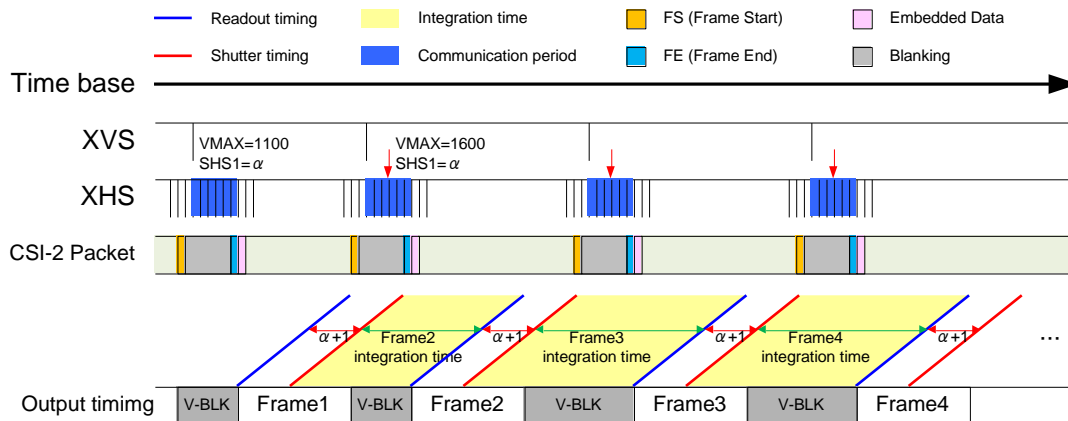 Readout timing
Integration time
FS (Frame Start)
Embedded Data
Shutter timing
Communication period
FE (Frame End)
Blanking
Time base
XVS
VMAX=1100
SHS1=α
VMAX=1600
SHS1=α
XHS
CSI-2 Packet
α+1
Frame2
integration time
α+1
Frame3
integration time
α+1
Frame4
integration time
α+1
...
Output timimg
V-BLK
Frame1
V-BLK
Frame2
V-BLK
Frame3
V-BLK
Frame4